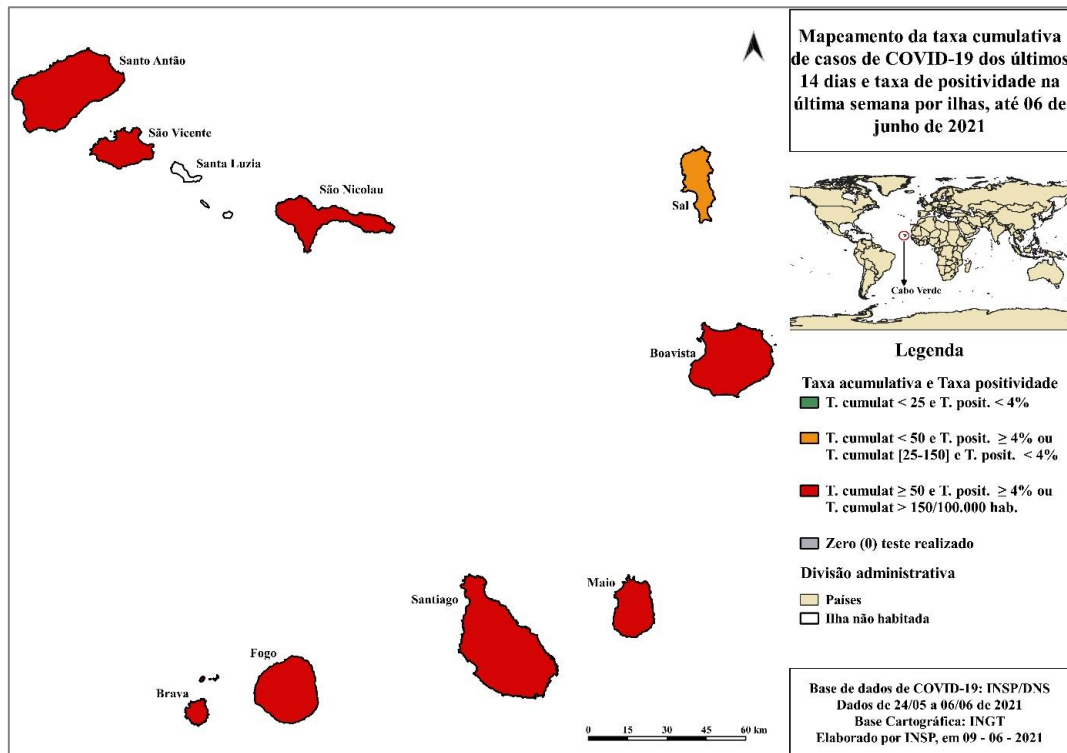 Mapeamento da taxa cumulativa
de casos de COVID-19 dos últimos
14 dias e taxa de positividade na
última semana por ilhas, até 06 de
junho de 2021
Santo Antão
São Vicente
Santa Luzia
São Nicolau
Sal
Boavista
Cabo Verde
Maio
Santiago
Fogo
Brava
Legenda
Taxa acumulativa e Taxa positividade
T. cumulat < 25 e T. posit. < 4%
T. cumulat < 50 e T. posit. ≥ 4% ou
T. cumulat [25-150] e T. posit. < 4%
T. cumulat ≥ 50 e T. posit. ≥ 4% ou
T. cumulat > 150/100.000 hab.
Zero (0) teste realizado
Divisão administrativa
Países
Ilha não habitada
0 15 30 45 60 km
Base de dados de COVID-19: INSP/DNS
Dados de 24/05 a 06/06 de 2021
Base Cartográfica: INGT
Elaborado por INSP, em 09 - 06 - 2021